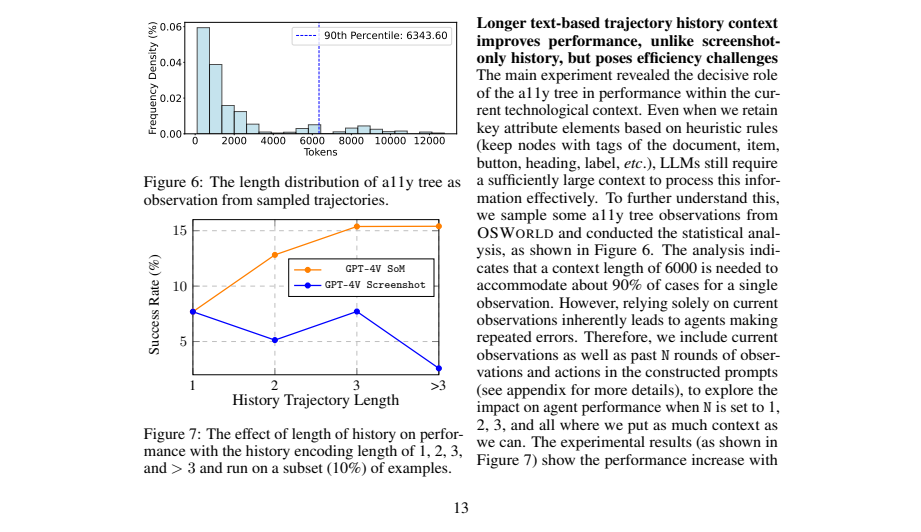 Frequency Density (%)
0.06
0.04
0.02
0.00
90th Percentile: 6343.60
0 2000 4000 6000 8000 10000 12000
Tokens
Figure 6: The length distribution of a11y tree as
observation from sampled trajectories.
Success Rate (%)
15
10
5
GPT-4V SoM
GPT-4V Screenshot
1 2 3 >3
History Trajectory Length
Figure 7: The effect of length of history on perfor-
mance with the history encoding length of 1, 2, 3,
and > 3 and run on a subset (10%) of examples.
Longer text-based trajectory history context
improves performance, unlike screenshot-
only history, but poses efficiency challenges
The main experiment revealed the decisive role
of the a11y tree in performance within the cur-
rent technological context. Even when we retain
key attribute elements based on heuristic rules
(keep nodes with tags of the document, item,
button, heading, label, etc.), LLMs still require
a sufficiently large context to process this infor-
mation effectively. To further understand this,
we sample some a11y tree observations from
OSWORLD and conducted the statistical anal-
ysis, as shown in Figure 6. The analysis indi-
cates that a context length of 6000 is needed to
accommodate about 90% of cases for a single
observation. However, relying solely on current
observations inherently leads to agents making
repeated errors. Therefore, we include current
observations as well as past N rounds of obser-
vations and actions in the constructed prompts
(see appendix for more details), to explore the
impact on agent performance when N is set to 1,
2, 3, and all where we put as much context as
we can. The experimental results (as shown in
Figure 7) show the performance increase with
13